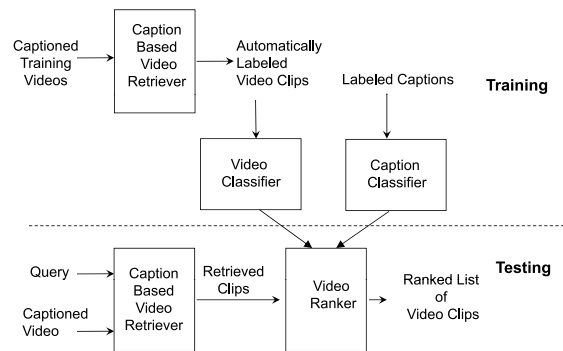 Captioned
Training
Videos
Caption
Based
Video
Retriever
Automatically
Labeled
Video Clips
Labeled Captions
Training
Video
Classifier
Caption
Classifier
Testing
Query
Captioned
Video
Caption
Based
Video
Retriever
Retrieved
Clips
Video
Ranker
Ranked List
of
Video Clips